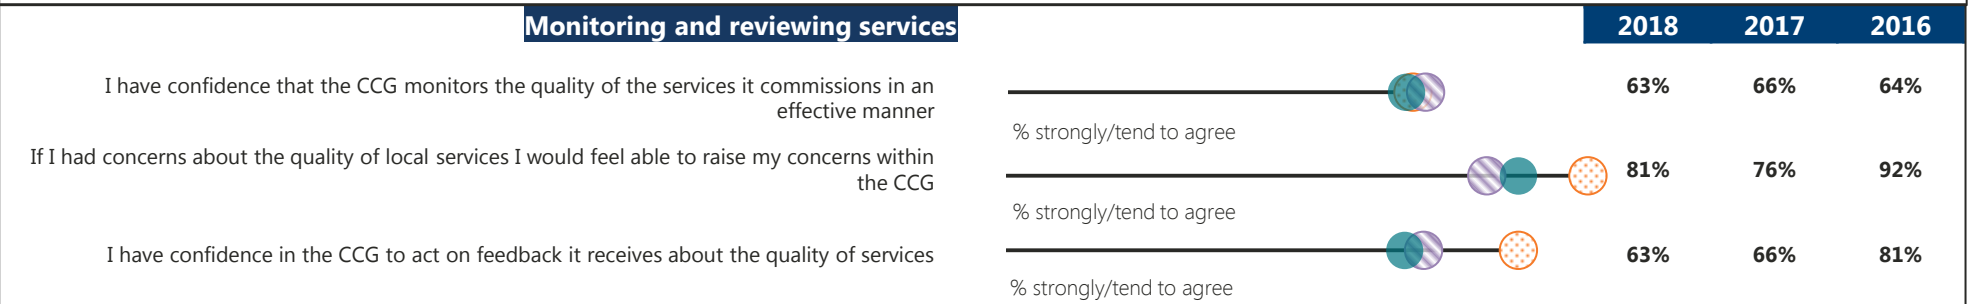 Monitoring and reviewing services 2018 2017 2016
I have confidence that the CCG monitors the quality of the services it commissions in an
effective manner
63% 66% 64%
% strongly/tend to agree
If I had concerns about the quality of local services I would feel able to raise my concerns within
the CCG
81% 76% 92%
% strongly/tend to agree
I have confidence in the CCG to act on feedback it receives about the quality of services
63% 66% 81%
% strongly/tend to agree